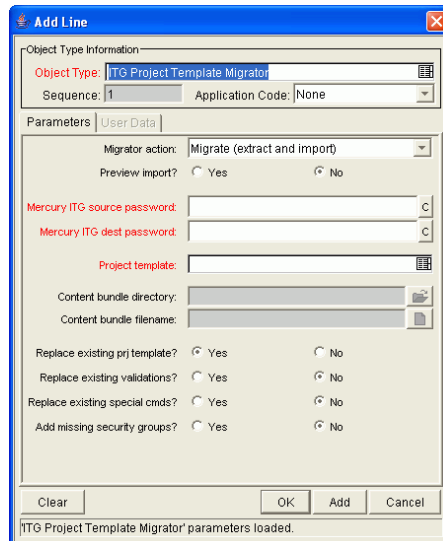 Add Line
Object Type Information
Object Type: ITG Project Template Migrator
Sequence: 1 Application Code: None
Parameters User Data
Migrator action: Migrate (extract and import)
Preview import? Yes No
Mercury ITG source password: C
Mercury ITG dest password: C
Project template:
Content bundle directory:
Content bundle filename:
Replace existing prj template? Yes No
Replace existing validations? Yes No
Replace existing special cmds? Yes No
Add missing security groups? Yes No
Clear OK Add Cancel
'ITG Project Template Migrator' parameters loaded.